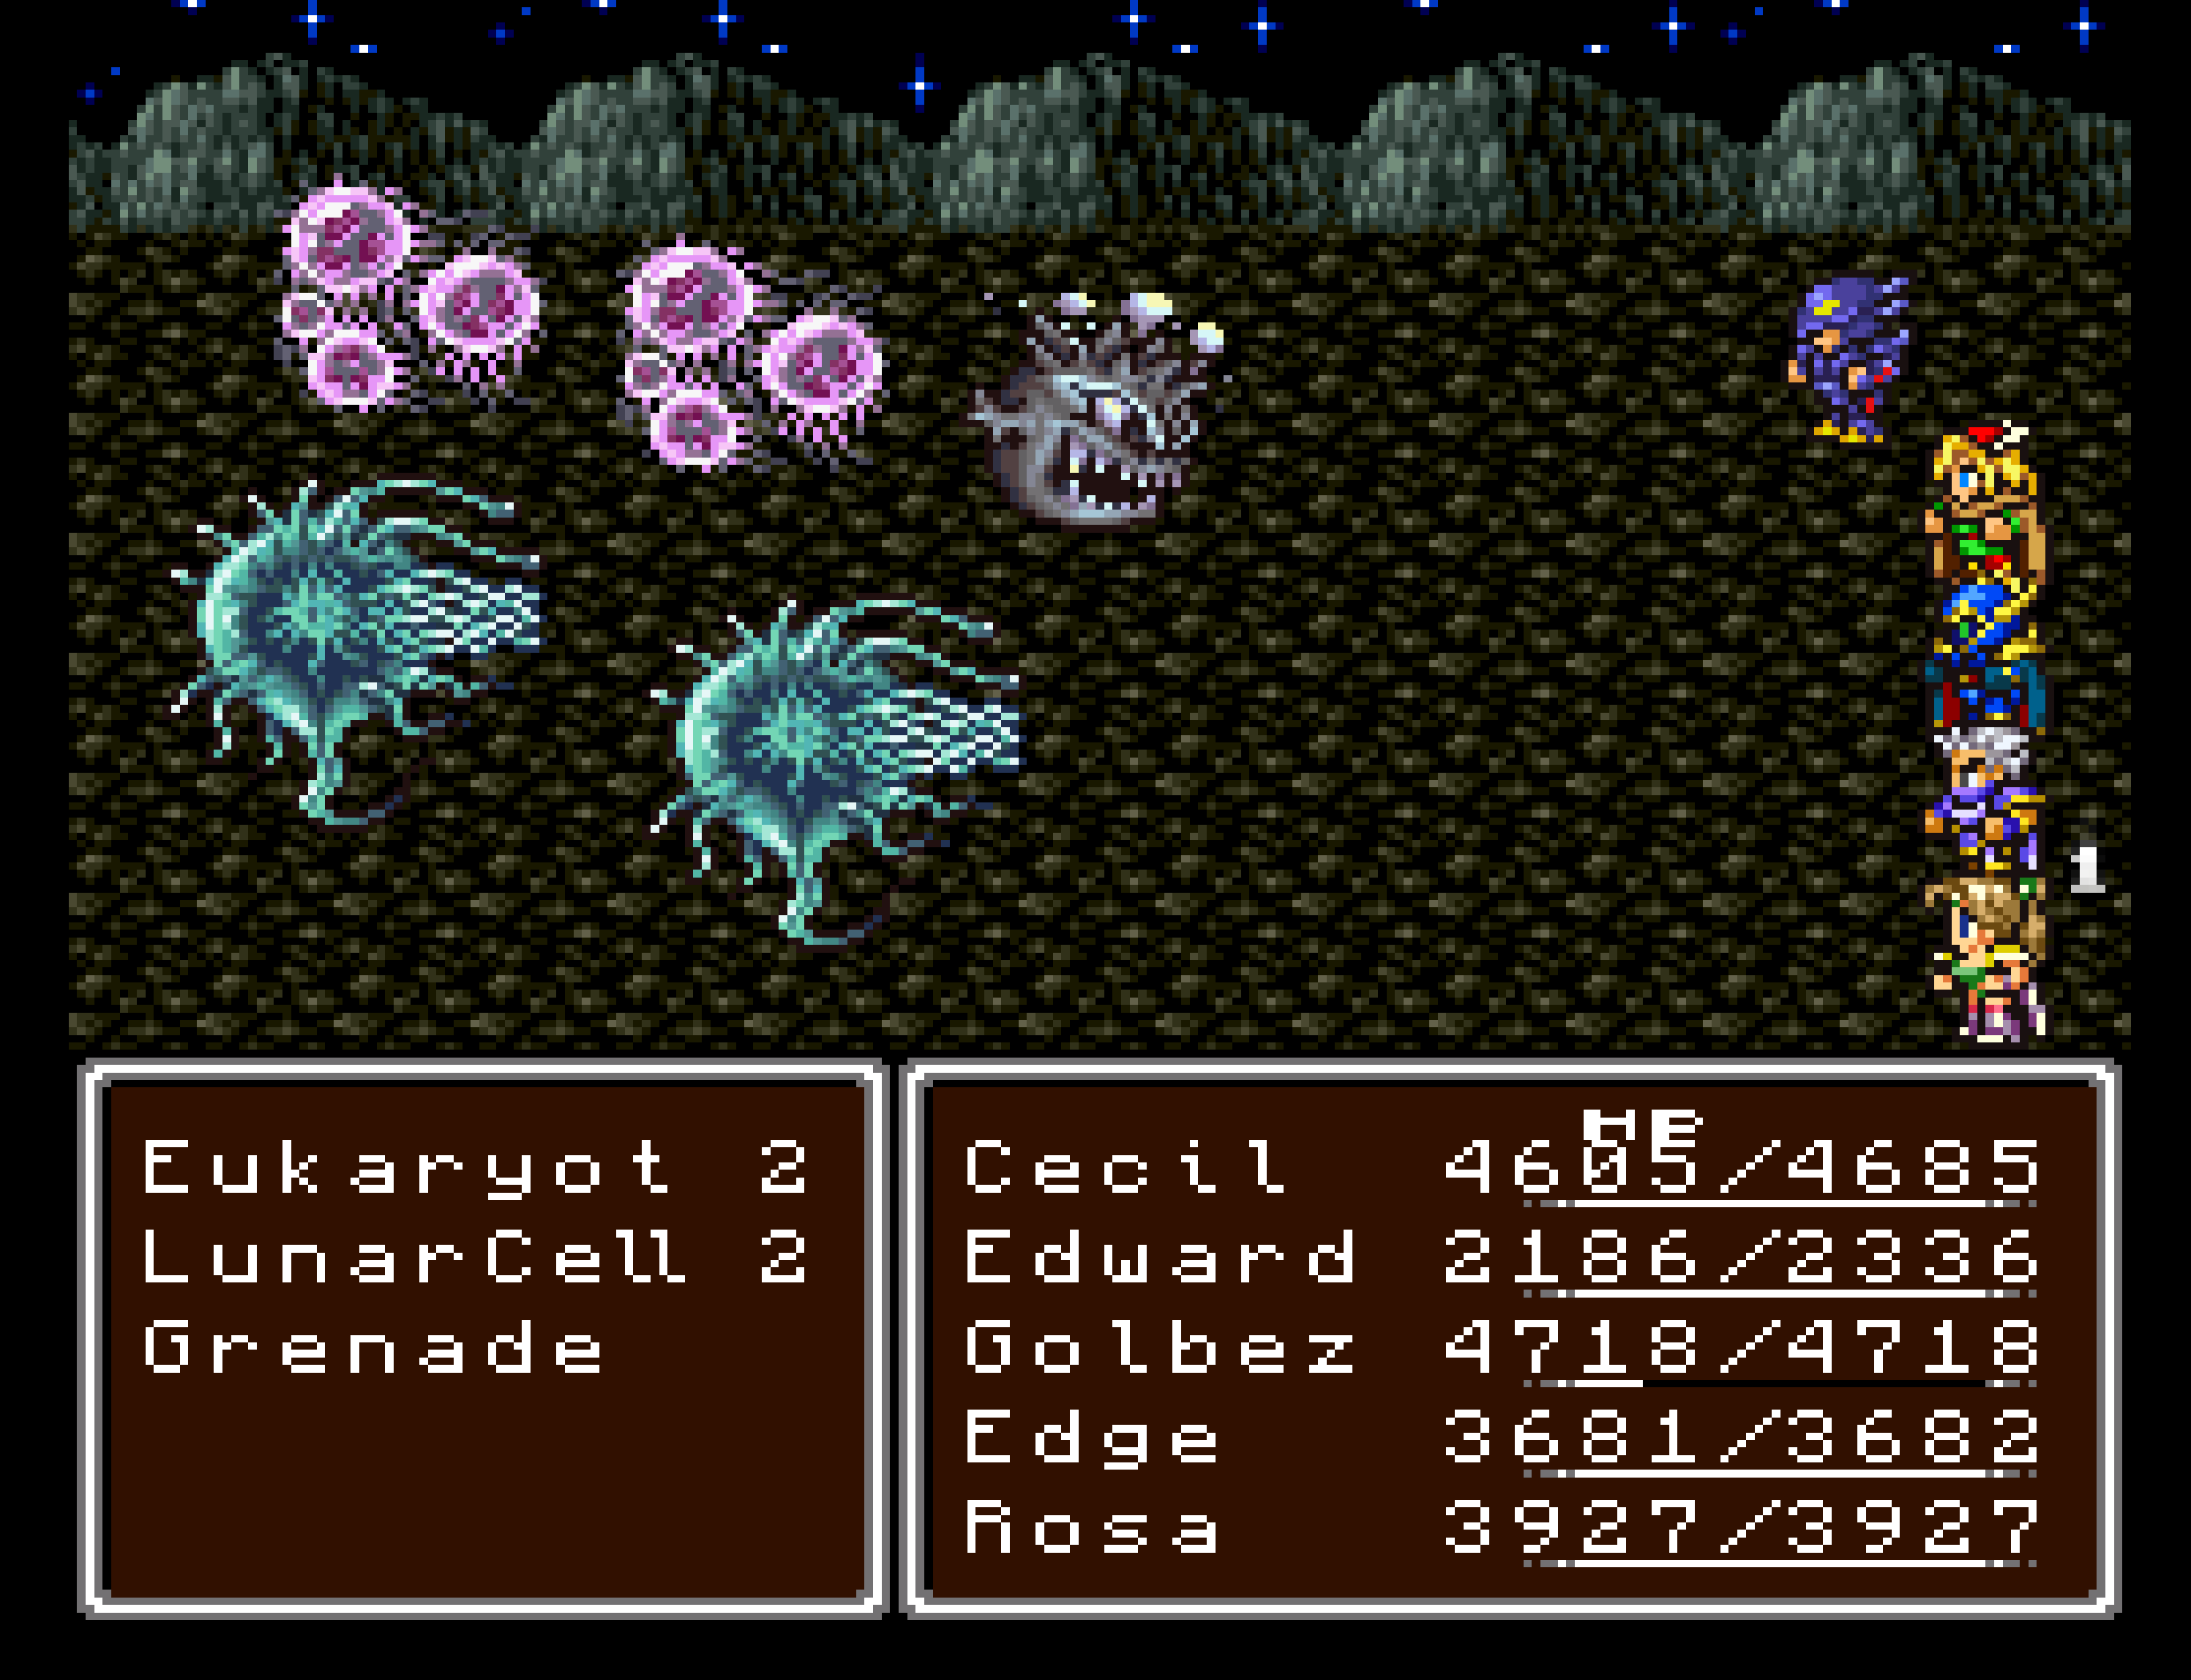 1
Eukaryot 2
LunarCell 2
Grenade
HP
Cecil 4605/4685
Edward 2186/2336
Golbez 4718/4718
Edge 3681/3682
Rosa 3927/3927